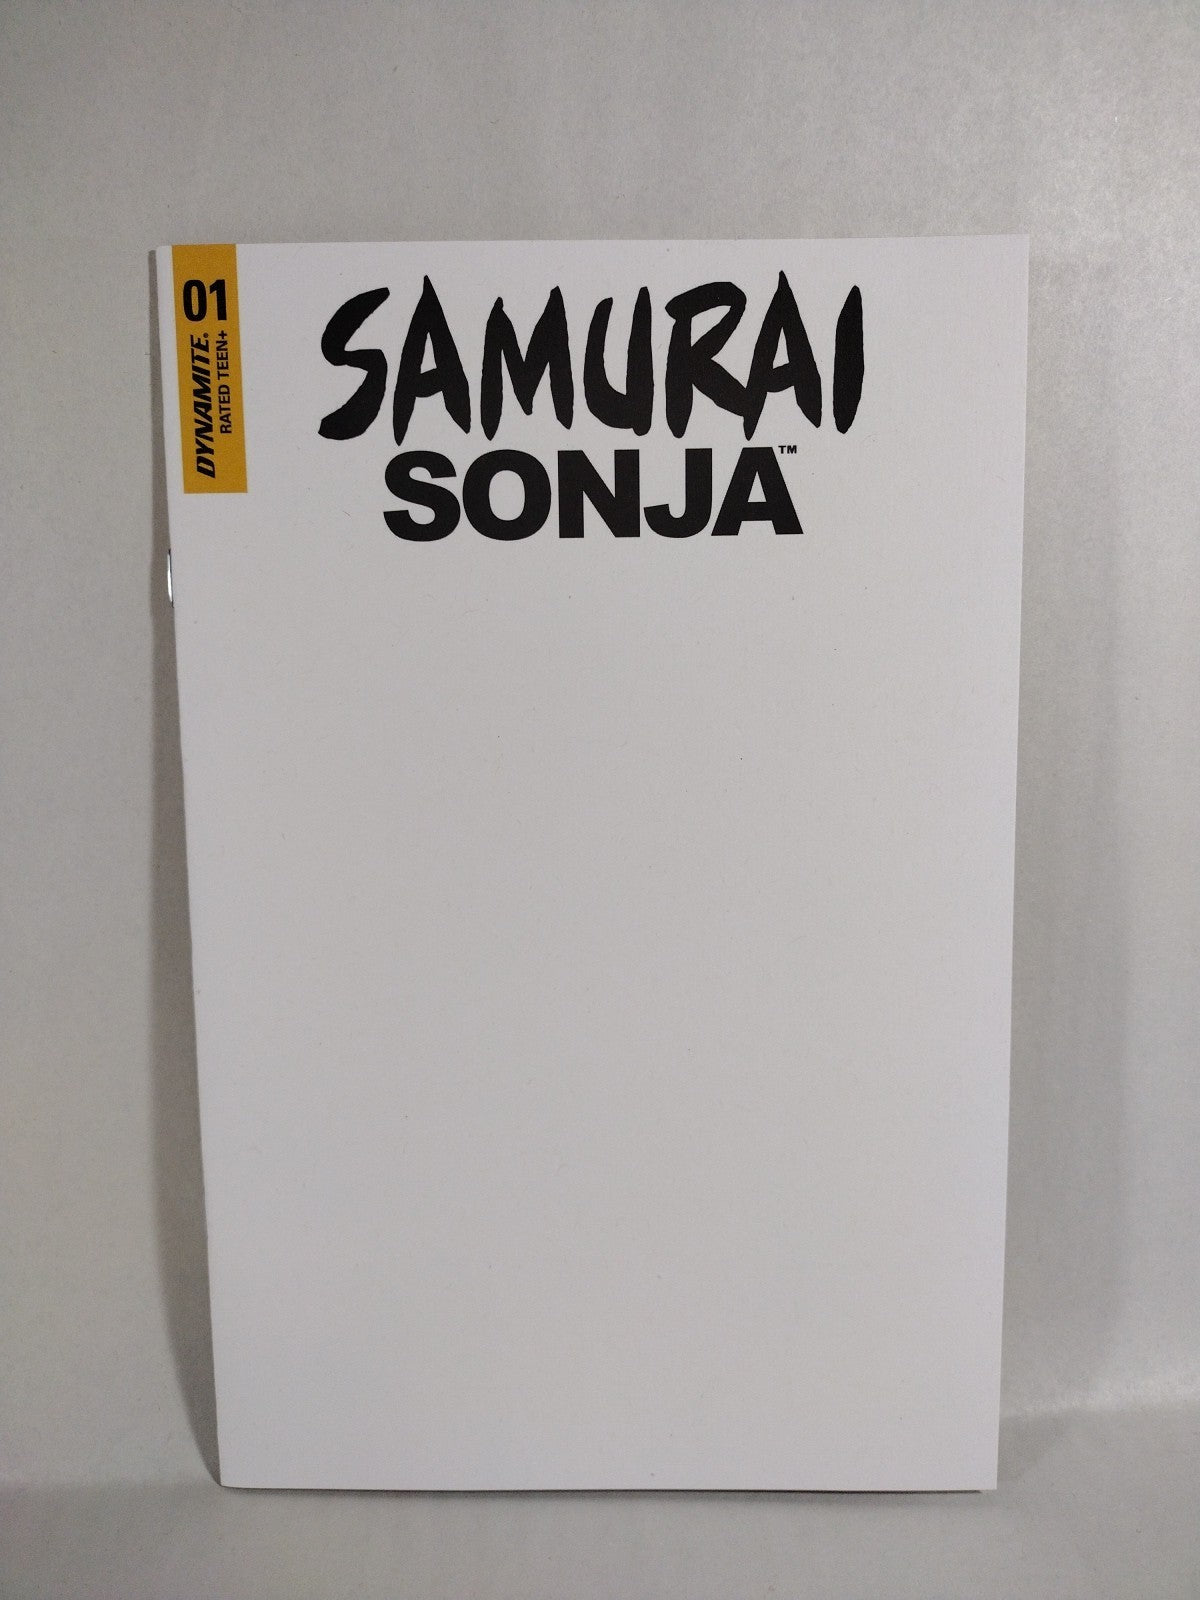 01
DYNAMITE.
RATED TEEN+
SAMURAI
SONJA™